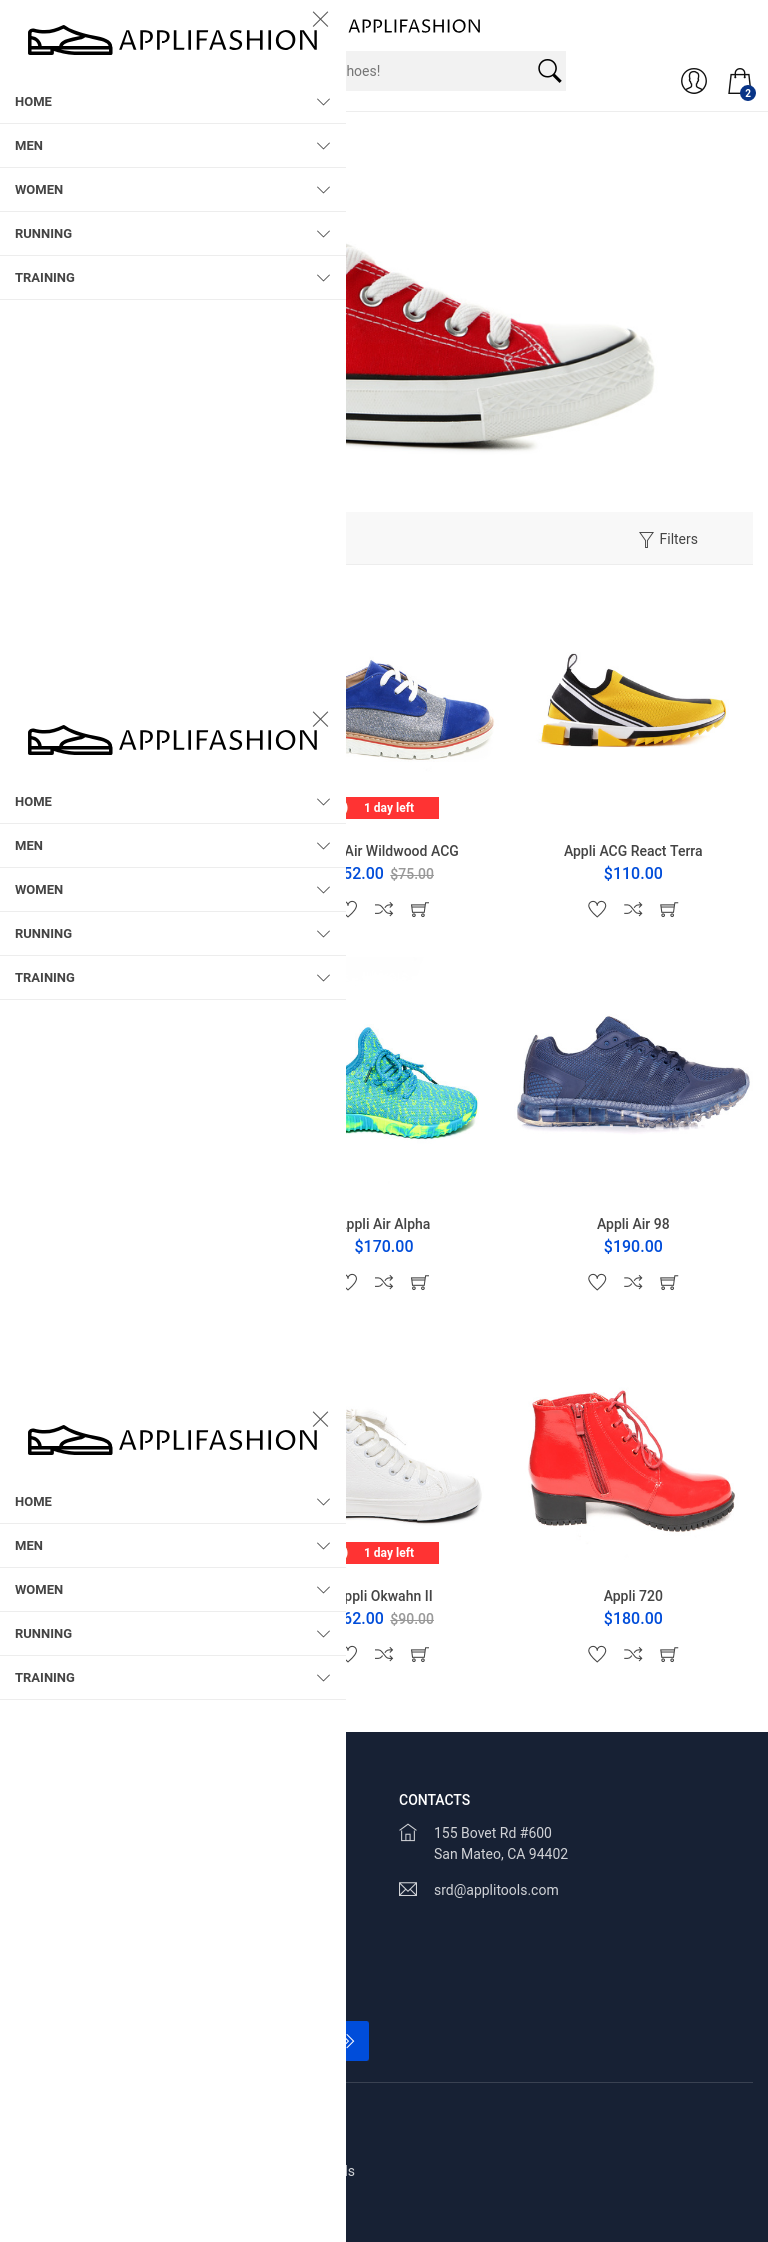 APPLIFASHION
HOME
MEN
WOMEN
RUNNING
TRAINING
APPLIFASHION
hoes!
2
Filters
APPLIFASHION
HOME
MEN
WOMEN
RUNNING
TRAINING
1 day left
Air Wildwood ACG
52.00 $75.00
Appli ACG React Terra
$110.00
ppli Air Alpha
$170.00
Appli Air 98
$190.00
APPLIFASHION
HOME
MEN
WOMEN
RUNNING
TRAINING
1 day left
ppli Okwahn II
62.00 $90.00
Appli 720
$180.00
CONTACTS
155 Bovet Rd #600
San Mateo, CA 94402
srd@applitools.com
ls